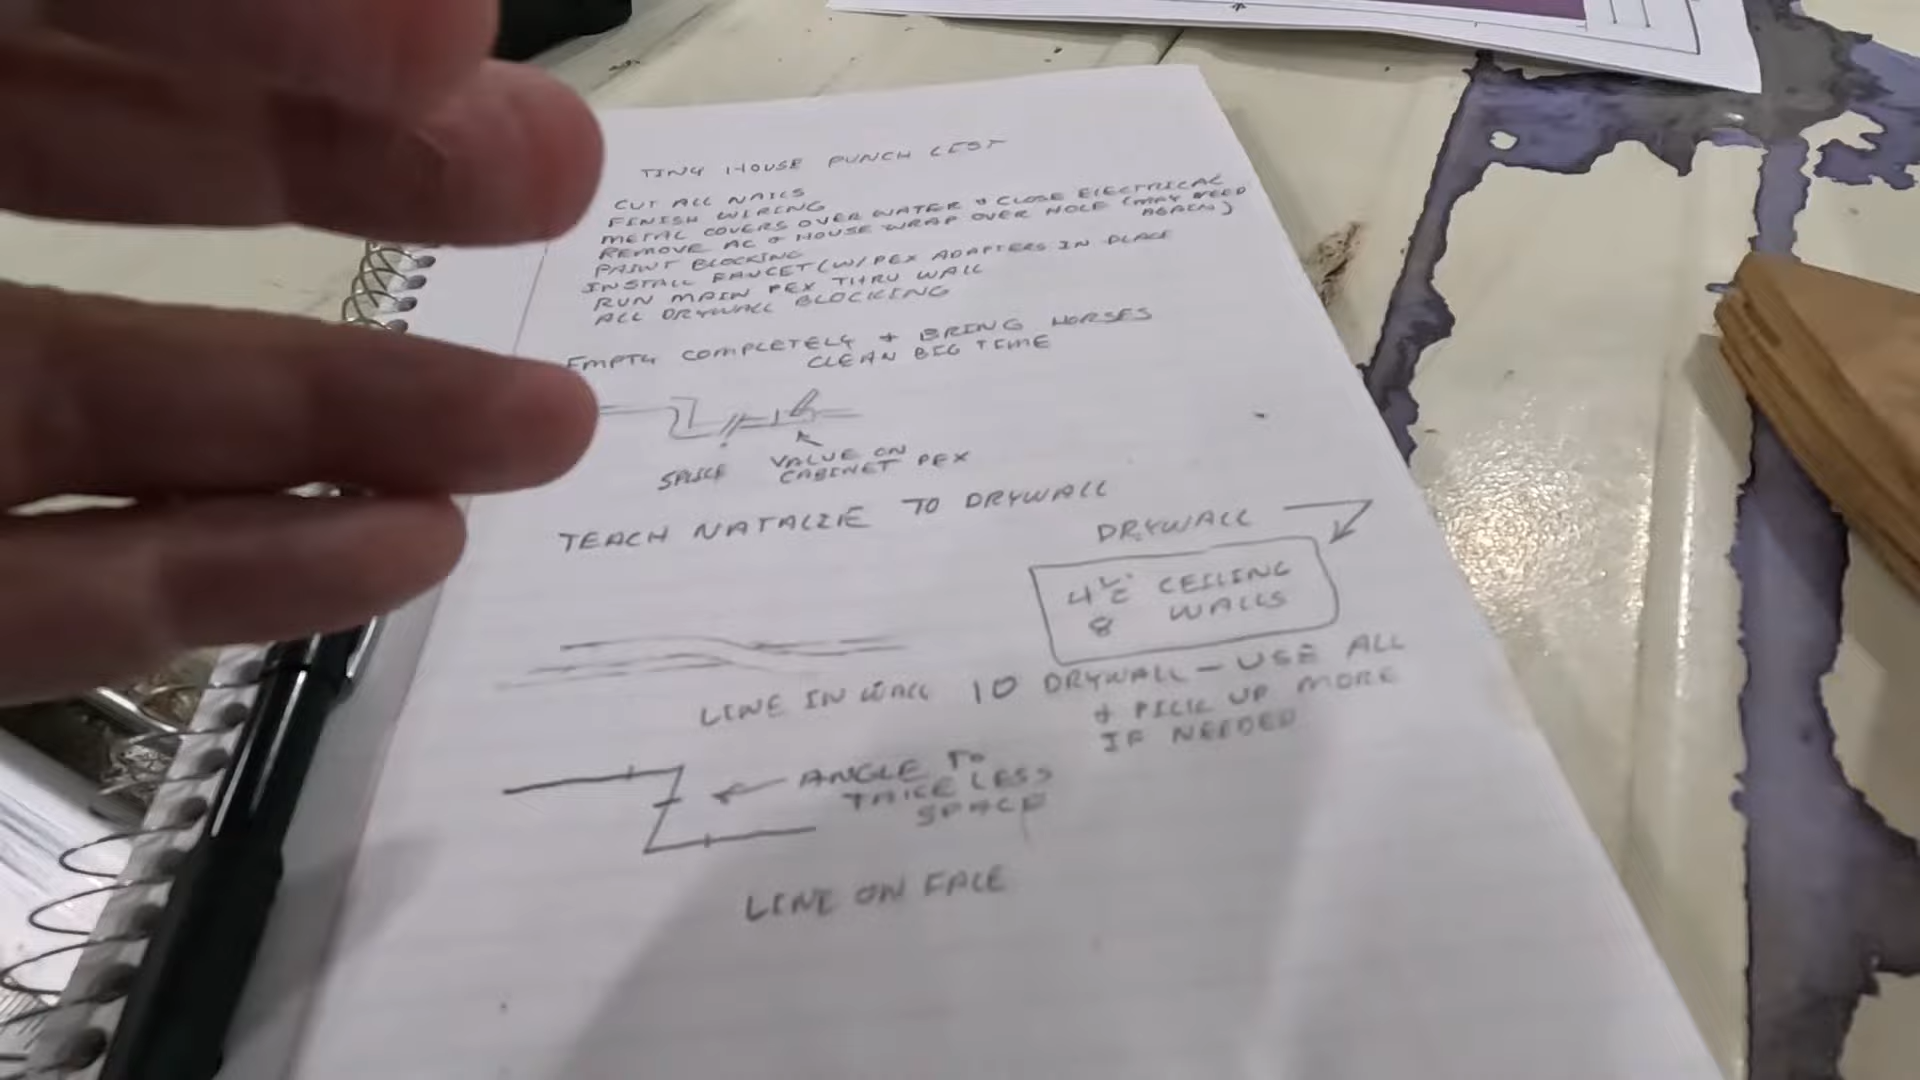 TINY HOUSE PUNCH LIST
CUT ALL NAILS
FINISH WIRING
METAL COVERS OVER WATER & CLOSE ELECTRICAL
REMOVE AC & HOUSE WRAP OVER HOLE (MAY NEED AGAIN)
PAINT BLOCKING
INSTALL FAUCET (W/PEX ADAPTERS IN PLACE
RUN MAIN PEX THRU WALL
ALL DRYWALL BLOCKING
EMPTY COMPLETELY & BRING HORSES
CLEAN BIG TIME
SPLICE
VALUE ON
CABINET PEX
TEACH NATALIE TO DRYWALL
DRYWALL
4½ CEILING
8 WALLS
LINE IN WALL
10 DRYWALL - USE ALL
& PICK UP MORE
IF NEEDED
ANGLE TO
TAKE LESS
SPACE
LINE ON FACE